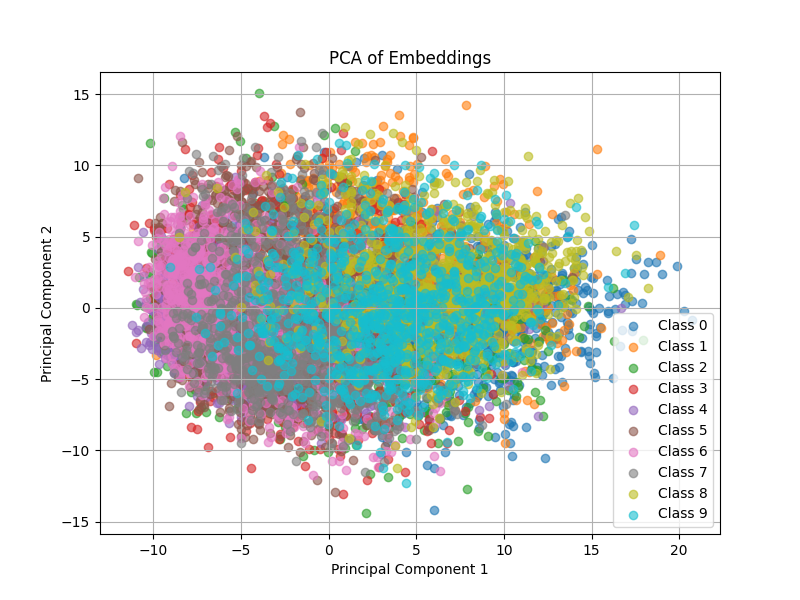 PCA of Embeddings
15
10
5
0
−5
−10
−15
Principal Component 2
−10
−5
0
5
10
15
20
Principal Component 1
Class 0
Class 1
Class 2
Class 3
Class 4
Class 5
Class 6
Class 7
Class 8
Class 9